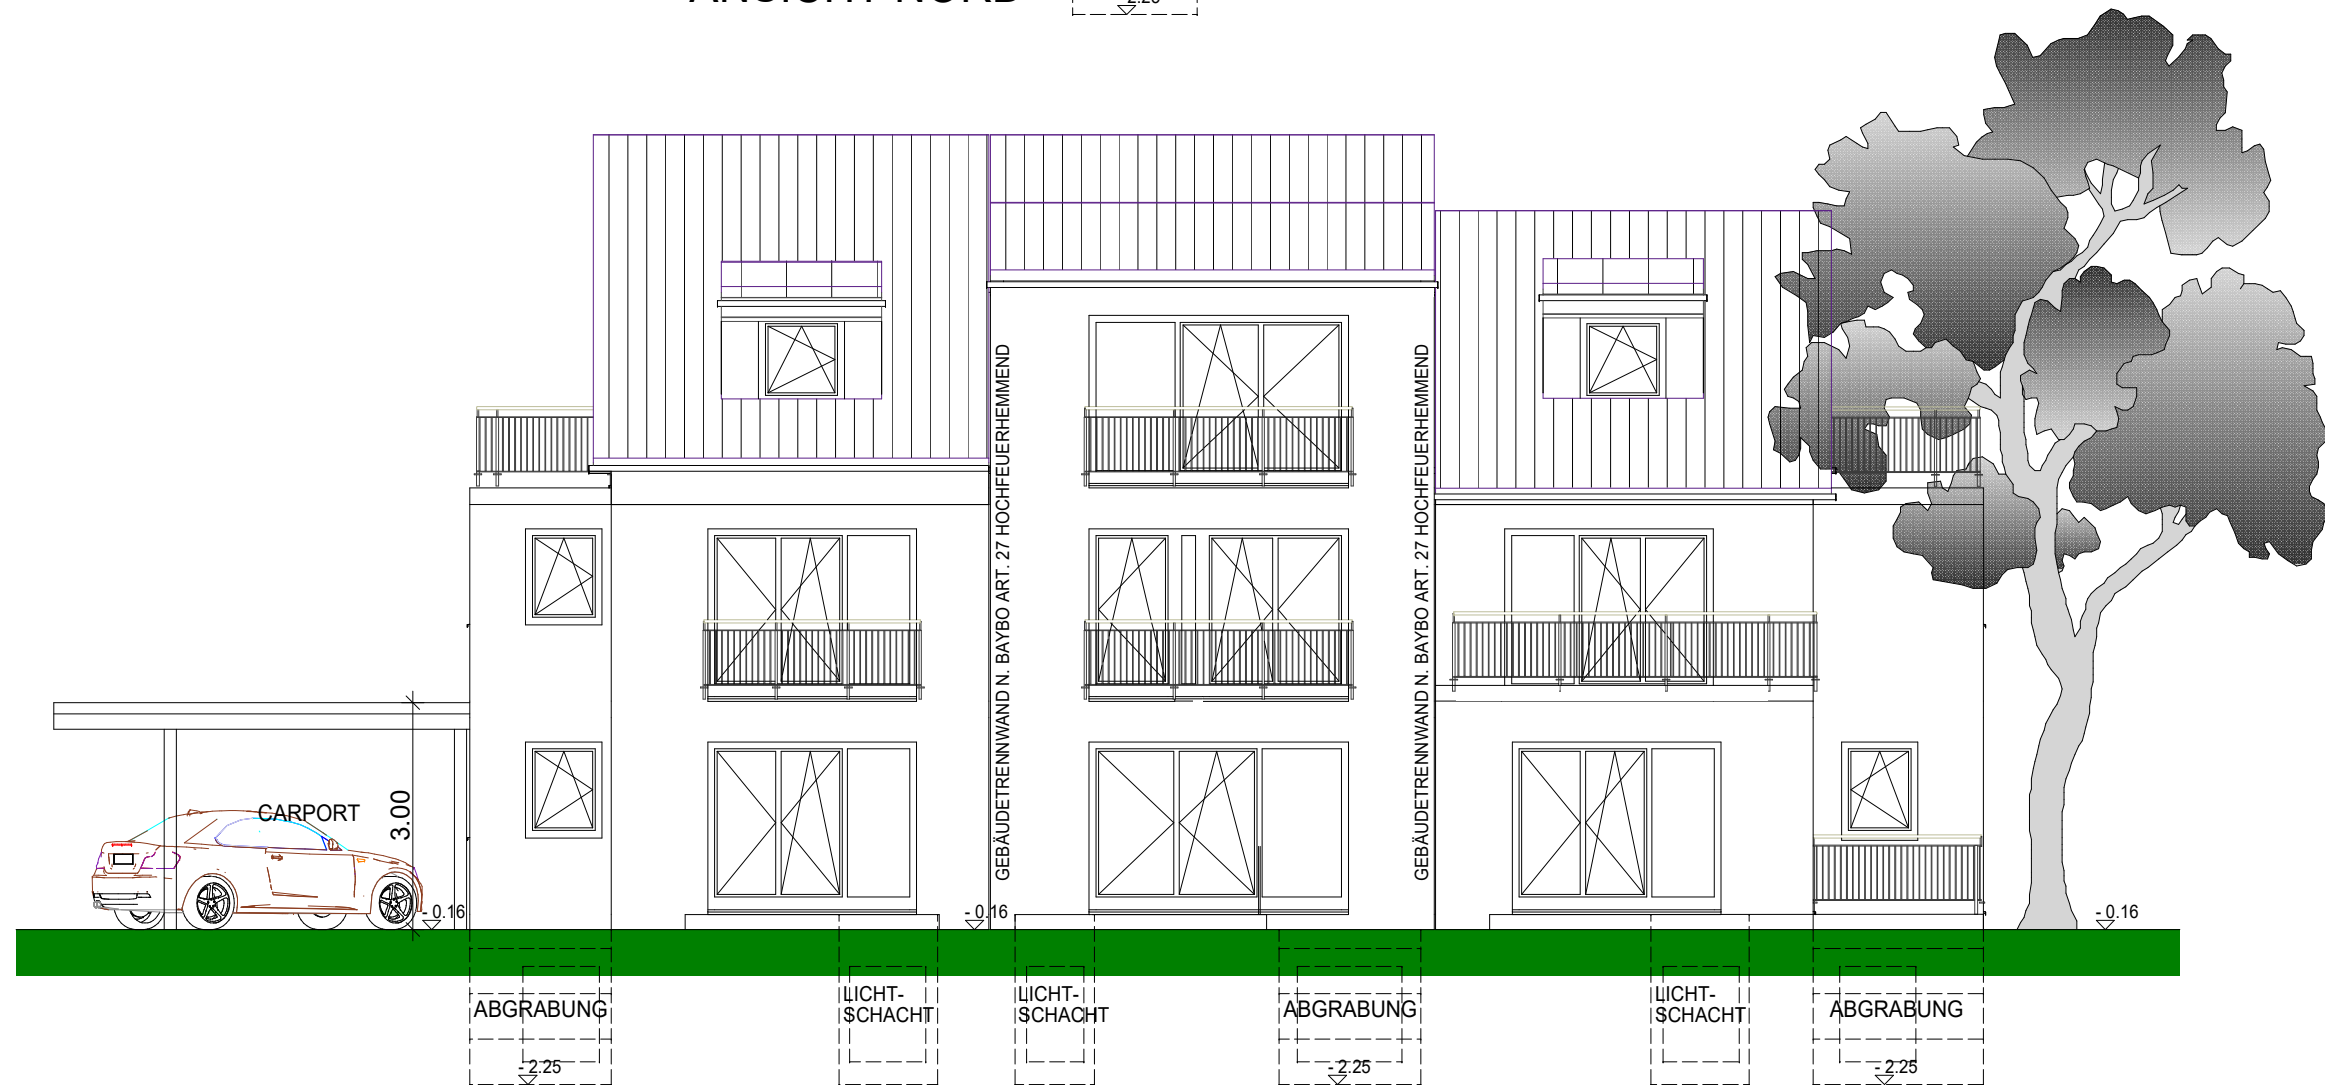 GEBÄUDETRENNWAND N. BAYBO ART. 27 HOCHFEUERHEMMEND
GEBÄUDETRENNWAND N. BAYBO ART. 27 HOCHFEUERHEMMEND
CARPORT
3.00
- 0.16
- 0.16
- 0.16
ABGRABUNG
LICHT-
SCHACHT
LICHT-
SCHACHT
ABGRABUNG
LICHT-
SCHACHT
ABGRABUNG
- 2.25
- 2.25
- 2.25